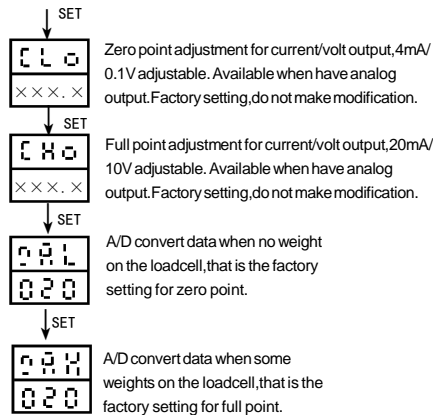 SET
CLo
×××.×
Zero point adjustment for current/volt output,4mA/
0.1V adjustable. Available when have analog
output.Factory setting,do not make modification.
SET
CHo
×××.×
Full point adjustment for current/volt output,20mA/
10V adjustable. Available when have analog
output.Factory setting,do not make modification.
SET
nAL
020
A/D convert data when no weight
on the loadcell,that is the factory
setting for zero point.
SET
nAH
020
A/D convert data when some
weights on the loadcell,that is the
factory setting for full point.